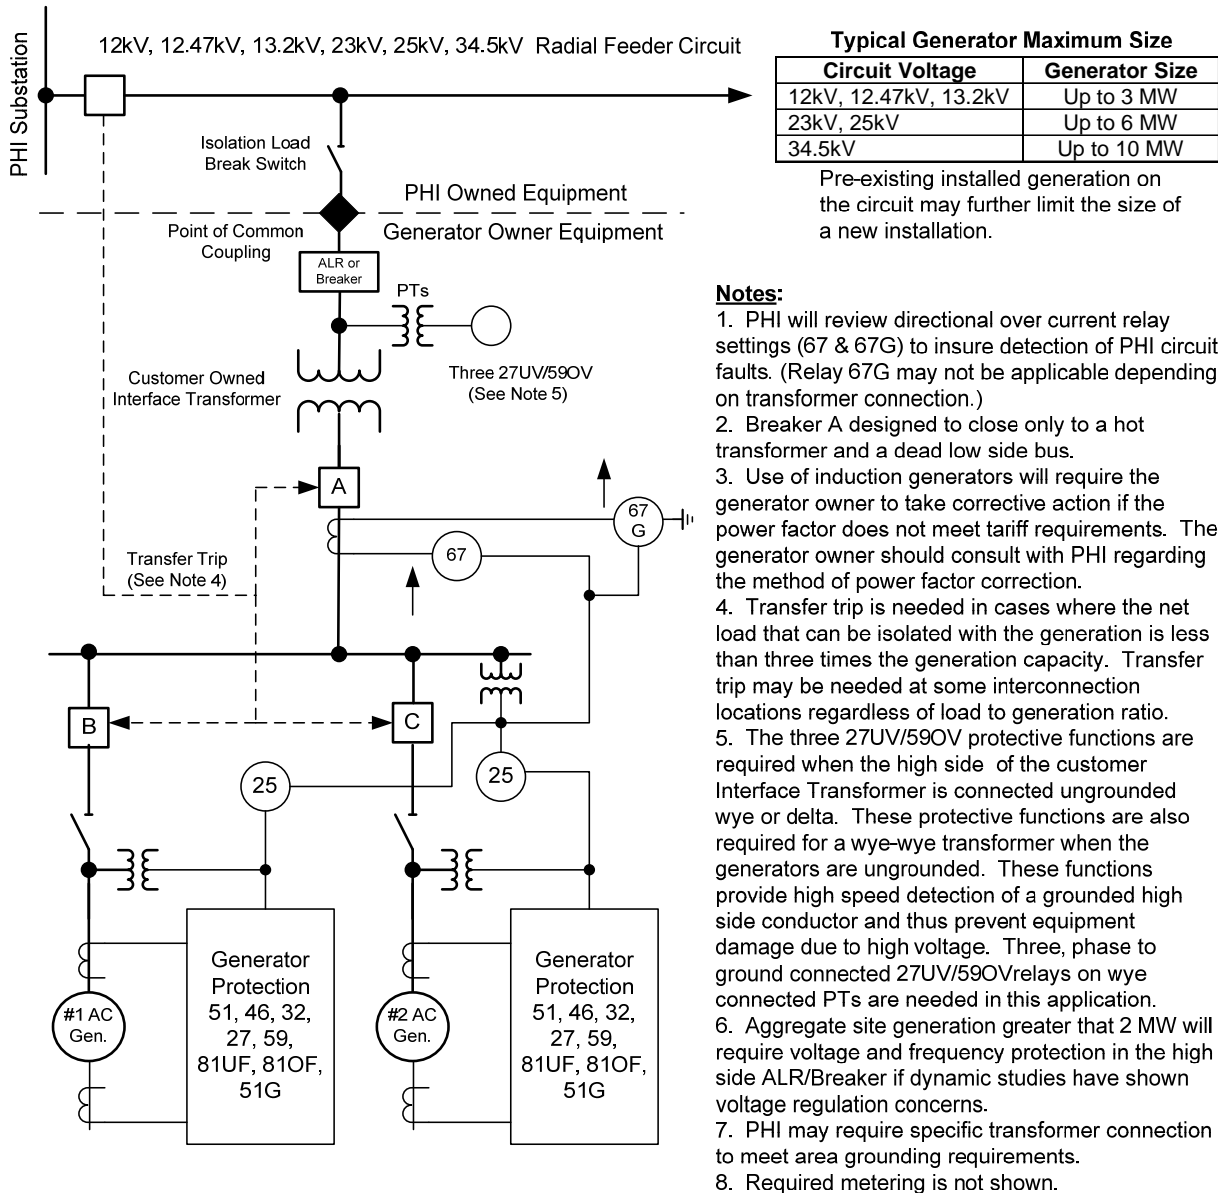 PHI Substation
12kV, 12.47kV, 13.2kV, 23kV, 25kV, 34.5kV Radial Feeder Circuit
Isolation Load
Break Switch
PHI Owned Equipment
Point of Common
Coupling
Generator Owner Equipment
ALR or
Breaker
PTs
Three 27UV/59OV
(See Note 5)
Customer Owned
Interface Transformer
A
67
G
67
Transfer Trip
(See Note 4)
B
C
25
25
Generator
Protection
51, 46, 32,
27, 59,
81UF, 81OF,
51G
#1 AC
Gen.
Generator
Protection
51, 46, 32,
27, 59,
81UF, 81OF,
51G
#2 AC
Gen.
Typical Generator Maximum Size
Circuit Voltage Generator Size
12kV, 12.47kV, 13.2kV Up to 3 MW
23kV, 25kV Up to 6 MW
34.5kV Up to 10 MW
Pre-existing installed generation on
the circuit may further limit the size of
a new installation.
Notes:
1. PHI will review directional over current relay
settings (67 & 67G) to insure detection of PHI circuit
faults. (Relay 67G may not be applicable depending
on transformer connection.)
2. Breaker A designed to close only to a hot
transformer and a dead low side bus.
3. Use of induction generators will require the
generator owner to take corrective action if the
power factor does not meet tariff requirements. The
generator owner should consult with PHI regarding
the method of power factor correction.
4. Transfer trip is needed in cases where the net
load that can be isolated with the generation is less
than three times the generation capacity. Transfer
trip may be needed at some interconnection
locations regardless of load to generation ratio.
5. The three 27UV/59OV protective functions are
required when the high side of the customer
Interface Transformer is connected ungrounded
wye or delta. These protective functions are also
required for a wye-wye transformer when the
generators are ungrounded. These functions
provide high speed detection of a grounded high
side conductor and thus prevent equipment
damage due to high voltage. Three, phase to
ground connected 27UV/59OVrelays on wye
connected PTs are needed in this application.
6. Aggregate site generation greater that 2 MW will
require voltage and frequency protection in the high
side ALR/Breaker if dynamic studies have shown
voltage regulation concerns.
7. PHI may require specific transformer connection
to meet area grounding requirements.
8. Required metering is not shown.